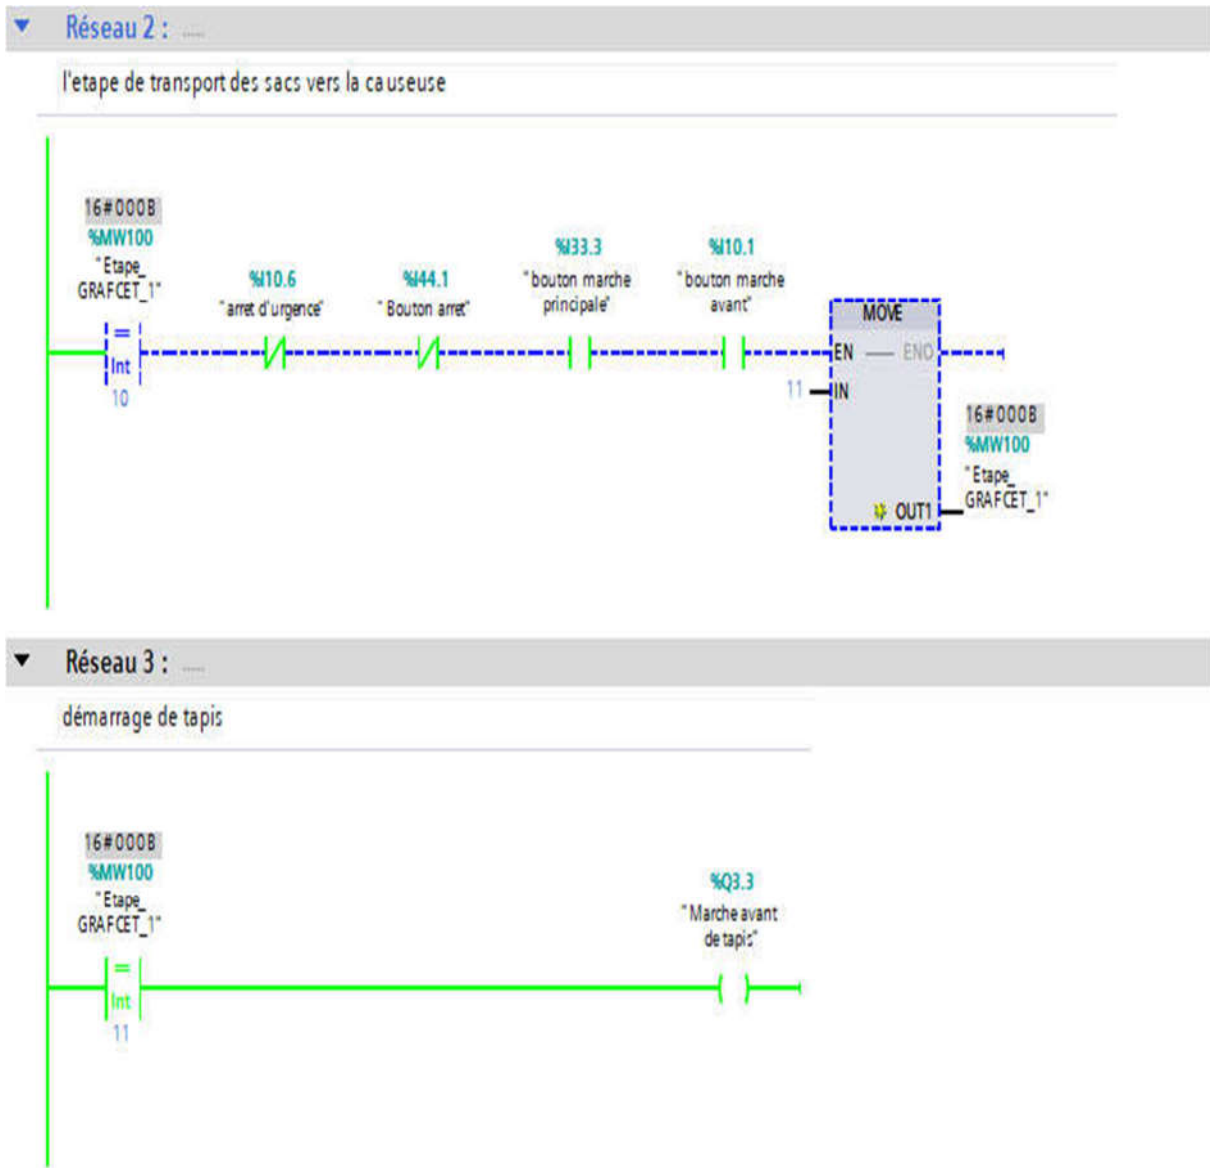 Réseau 2 : .....
l'etape de transport des sacs vers la causeuse
16#000B
%MW100
"Etape_
GRAFCET_1"
=
Int
10
%I10.6
"arret d'urgence"
%I44.1
"Bouton arret"
%I33.3
"bouton marche
principale"
%I10.1
"bouton marche
avant"
MOVE
EN
ENO
11
IN
OUT1
16#000B
%MW100
"Etape_
GRAFCET_1"
Réseau 3 : .....
démarrage de tapis
16#000B
%MW100
"Etape_
GRAFCET_1"
=
Int
11
%Q3.3
"Marche avant
de tapis"